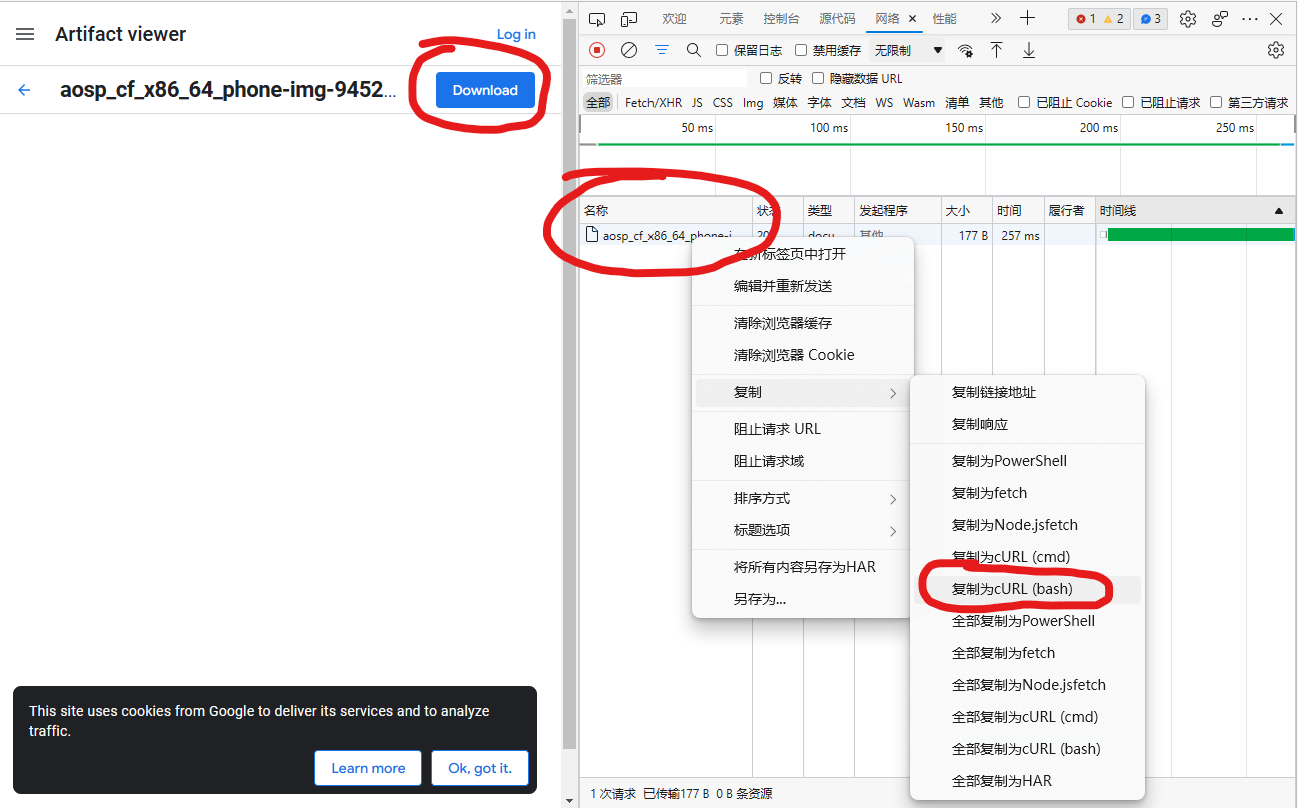 Artifact viewer
Log in
aosp_cf_x86_64_phone-img-9452...
Download
This site uses cookies from Google to deliver its services and to analyze
traffic.
Learn more
Ok, got it.
欢迎 元素 控制台 源代码 网络 性能
1 2 3
保留日志 禁用缓存 无限制
筛选器 反转 隐藏数据 URL
全部 Fetch/XHR JS CSS Img 媒体 字体 文档 WS Wasm 清单 其他 已阻止 Cookie 已阻止请求 第三方请求
50 ms 100 ms 150 ms 200 ms 250 ms
名称 状态 类型 发起程序 大小 时间 履行者 时间线
aosp_cf_x86_64_phone-i... 20 docu... 其他 177 B 257 ms
在新标签页中打开
编辑并重新发送
清除浏览器缓存
清除浏览器 Cookie
复制
阻止请求 URL
阻止请求域
排序方式
标题选项
将所有内容另存为HAR
另存为...
复制链接地址
复制响应
复制为PowerShell
复制为fetch
复制为Node.jsfetch
复制为cURL (cmd)
复制为cURL (bash)
全部复制为PowerShell
全部复制为fetch
全部复制为Node.jsfetch
全部复制为cURL (cmd)
全部复制为cURL (bash)
全部复制为HAR
1 次请求 已传输177 B 0 B 条资源